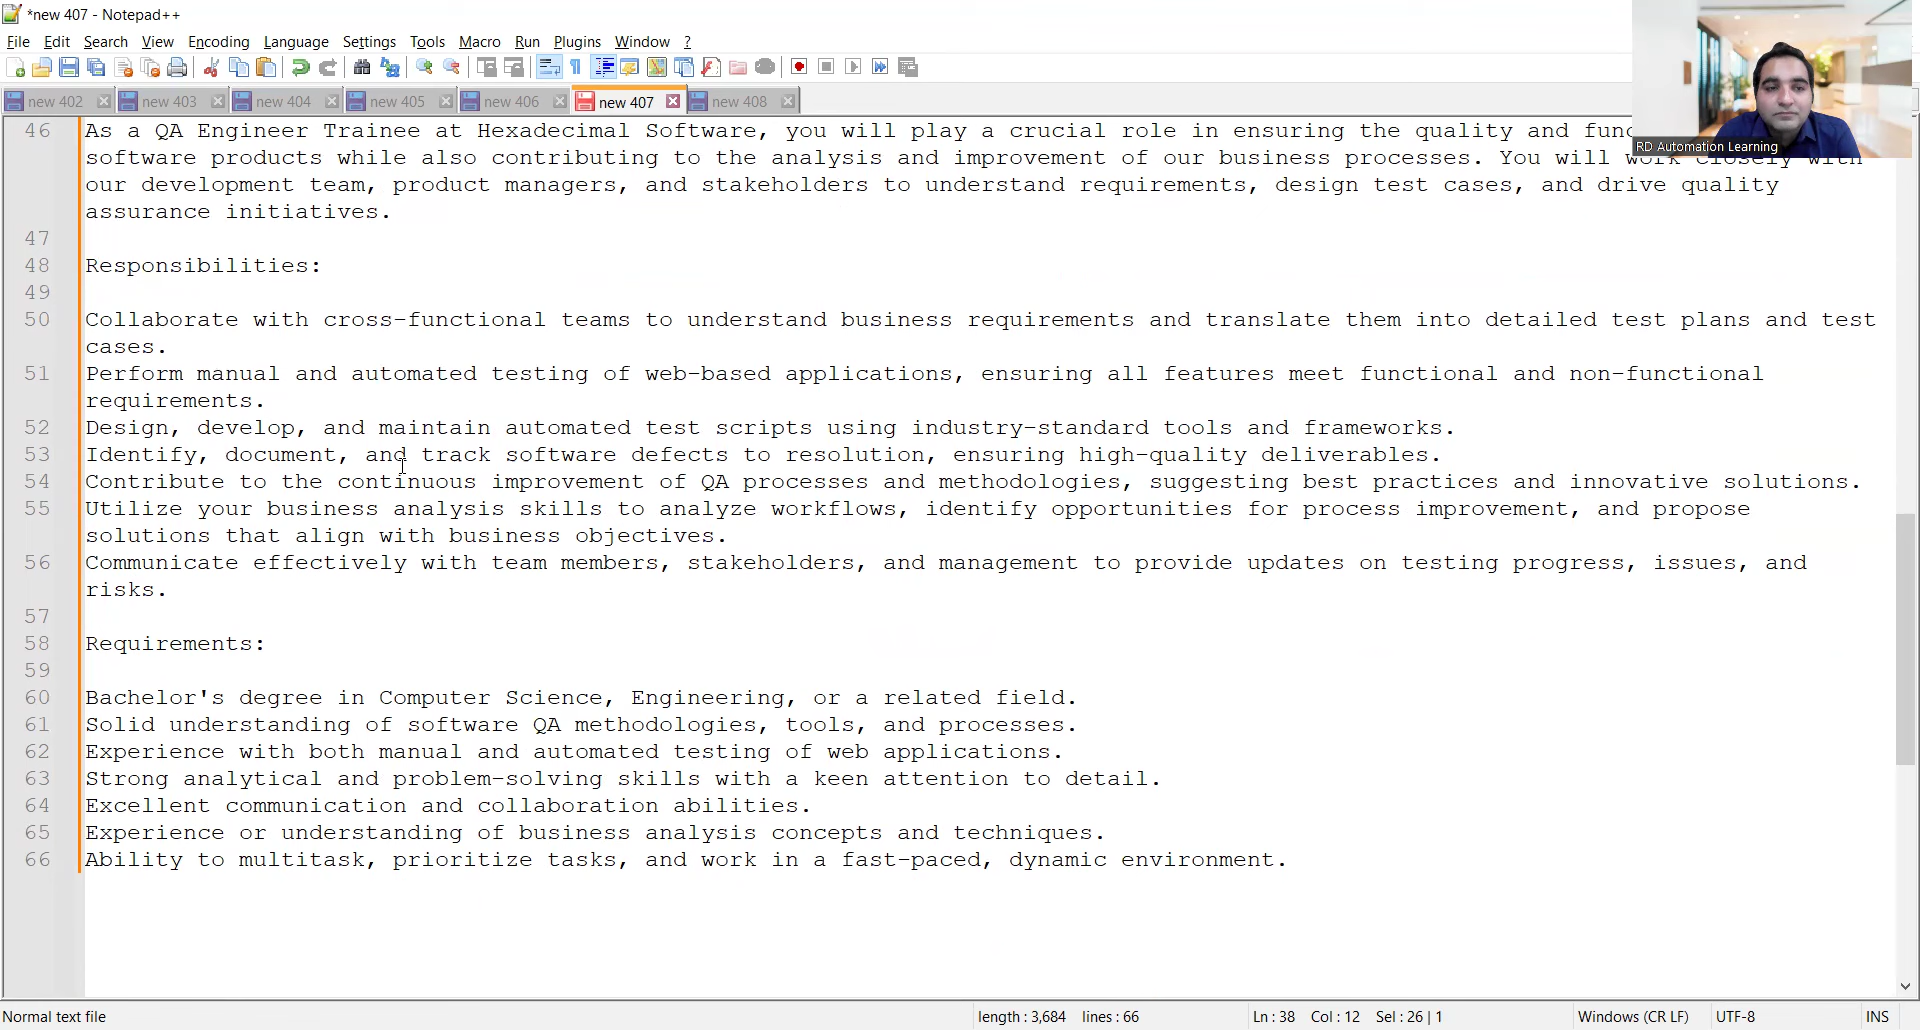 *new 407 - Notepad++
File Edit Search View Encoding Language Settings Tools Macro Run Plugins Window ?
new 402 new 403 new 404 new 405 new 406 new 407 new 408
RD Automation Learning
46 As a QA Engineer Trainee at Hexadecimal Software, you will play a crucial role in ensuring the quality and
software products while also contributing to the analysis and improvement of our business processes. You will work closely with
our development team, product managers, and stakeholders to understand requirements, design test cases, and drive quality
assurance initiatives.
47
48 Responsibilities:
49
50 Collaborate with cross-functional teams to understand business requirements and translate them into detailed test plans and test
cases.
51 Perform manual and automated testing of web-based applications, ensuring all features meet functional and non-functional
requirements.
52 Design, develop, and maintain automated test scripts using industry-standard tools and frameworks.
53 Identify, document, and track software defects to resolution, ensuring high-quality deliverables.
54 Contribute to the continuous improvement of QA processes and methodologies, suggesting best practices and innovative solutions.
55 Utilize your business analysis skills to analyze workflows, identify opportunities for process improvement, and propose
solutions that align with business objectives.
56 Communicate effectively with team members, stakeholders, and management to provide updates on testing progress, issues, and
risks.
57
58 Requirements:
59
60 Bachelor's degree in Computer Science, Engineering, or a related field.
61 Solid understanding of software QA methodologies, tools, and processes.
62 Experience with both manual and automated testing of web applications.
63 Strong analytical and problem-solving skills with a keen attention to detail.
64 Excellent communication and collaboration abilities.
65 Experience or understanding of business analysis concepts and techniques.
66 Ability to multitask, prioritize tasks, and work in a fast-paced, dynamic environment.
Normal text file length : 3,684 lines : 66 Ln : 38 Col : 12 Sel : 26 | 1 Windows (CR LF) UTF-8 INS